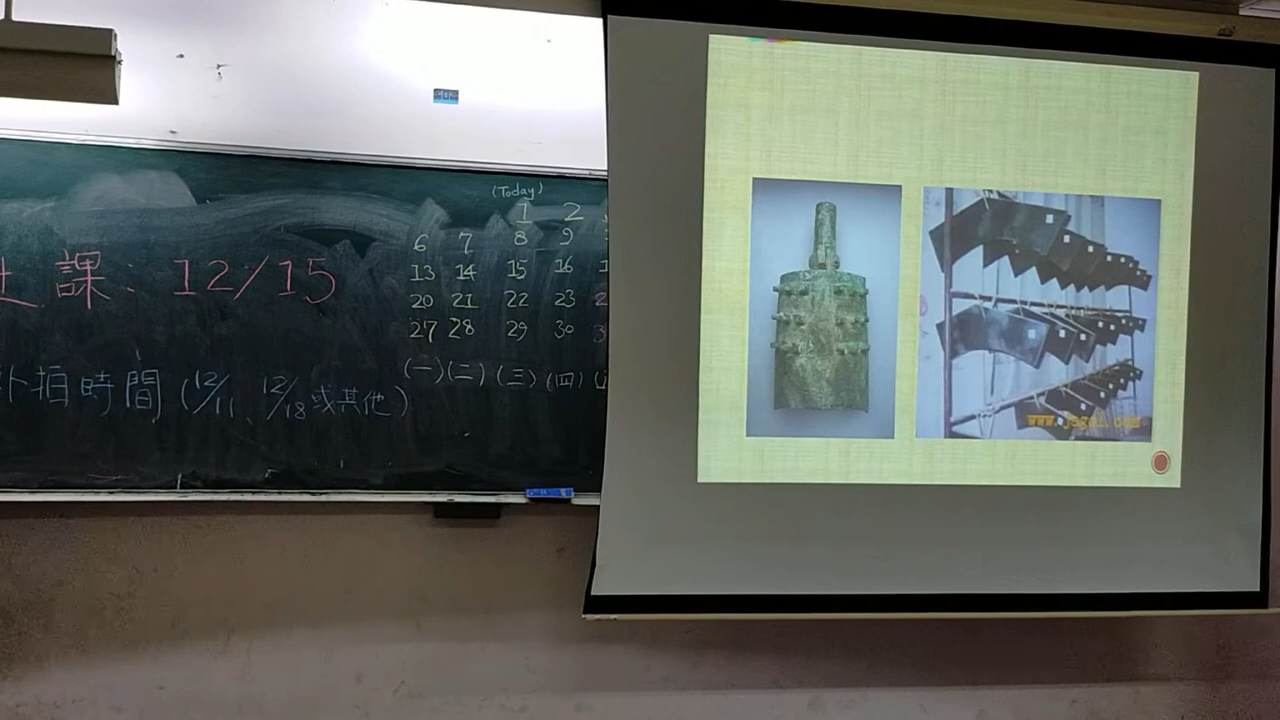 (Today)
1 2
6 7 8 9
13 14 15 16
20 21 22 23
27 28 29 30
(一) (二) (三) (四)
課: 12/15
拍時間 (12/11、12/18或其他)